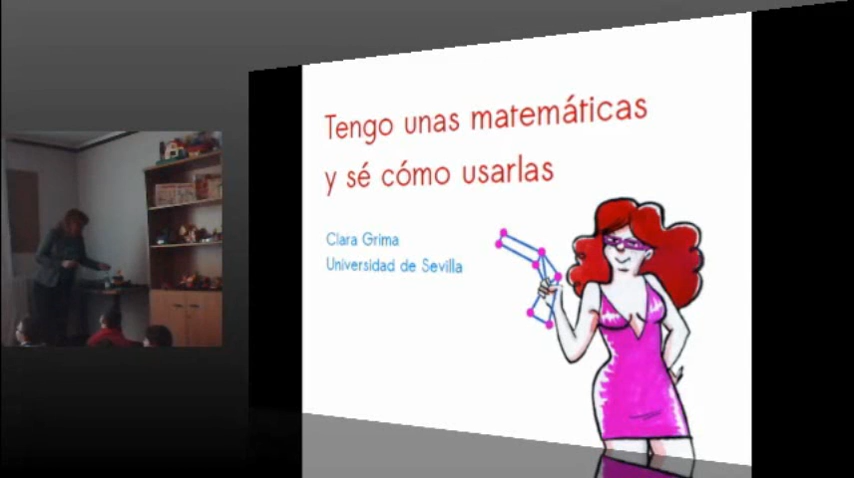 Tengo unas matemáticas
y sé cómo usarlas
Clara Grima
Universidad de Sevilla